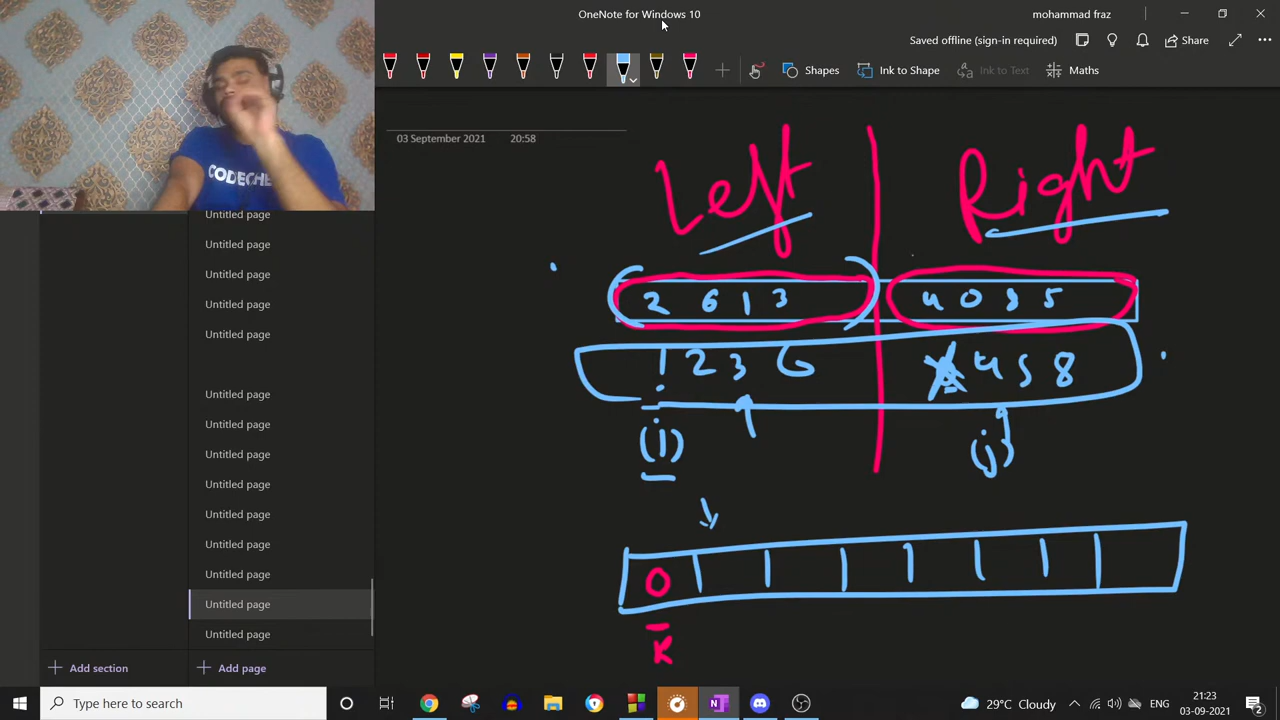 OneNote for Windows 10
mohammad fraz
Saved offline (sign-in required)
Share
Shapes
Ink to Shape
Ink to Text
Maths
03 September 2021 20:58
CODECHE
Left Right
2 6 1 3 4 0 8 5
1 2 3 6 4 5 8
(i) (j)
0
K
Untitled page
Untitled page
Untitled page
Untitled page
Untitled page
Untitled page
Untitled page
Untitled page
Untitled page
Untitled page
Untitled page
Untitled page
Untitled page
Untitled page
Add section
Add page
Type here to search
29°C Cloudy
ENG
21:23
03-09-2021
2